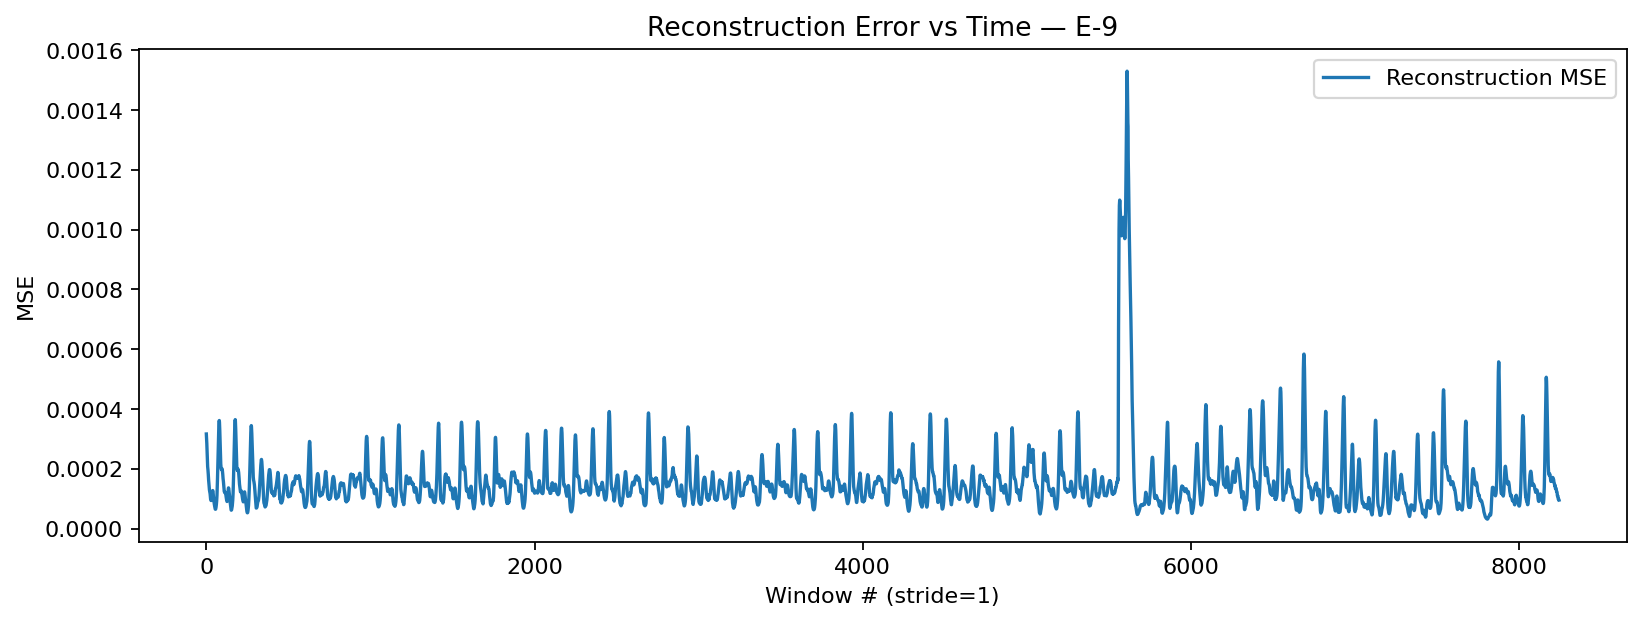 Reconstruction Error vs Time — E-9
Reconstruction MSE
MSE
0.0016
0.0014
0.0012
0.0010
0.0008
0.0006
0.0004
0.0002
0.0000
0 2000 4000 6000 8000
Window # (stride=1)